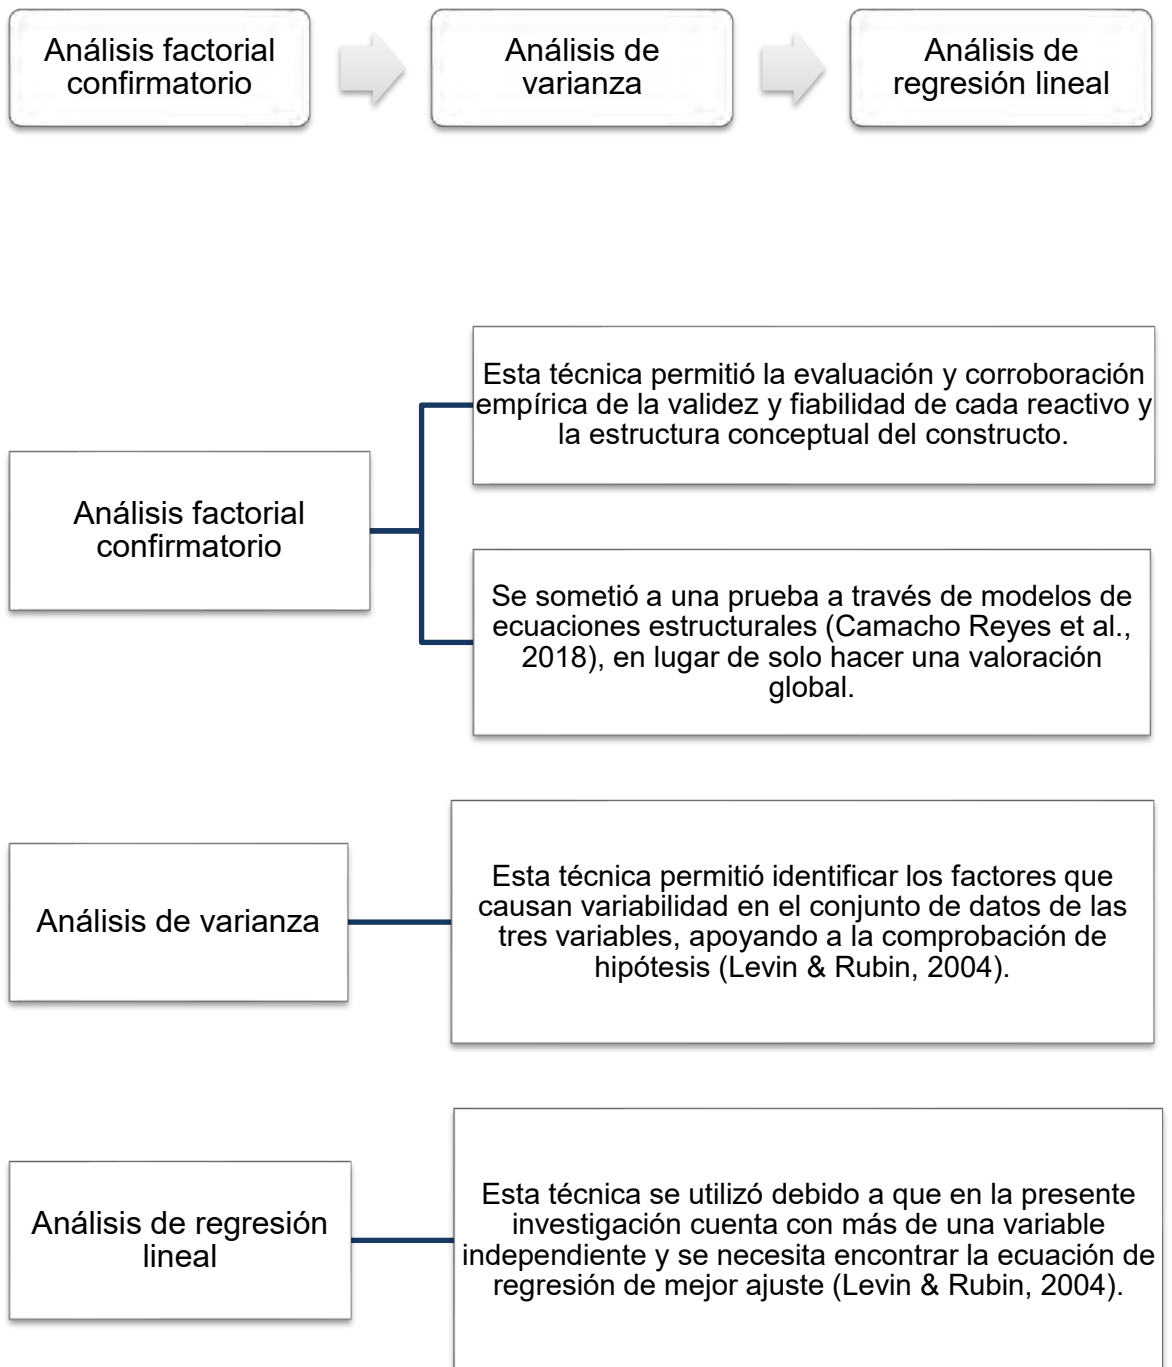 Análisis factorial
confirmatorio
Análisis de
varianza
Análisis de
regresión lineal
Esta técnica permitió la evaluación y corroboración
empírica de la validez y fiabilidad de cada reactivo y
la estructura conceptual del constructo.
Análisis factorial
confirmatorio
Se sometió a una prueba a través de modelos de
ecuaciones estructurales (Camacho Reyes et al.,
2018), en lugar de solo hacer una valoración
global.
Análisis de varianza
Esta técnica permitió identificar los factores que
causan variabilidad en el conjunto de datos de las
tres variables, apoyando a la comprobación de
hipótesis (Levin & Rubin, 2004).
Análisis de regresión
lineal
Esta técnica se utilizó debido a que en la presente
investigación cuenta con más de una variable
independiente y se necesita encontrar la ecuación de
regresión de mejor ajuste (Levin & Rubin, 2004).